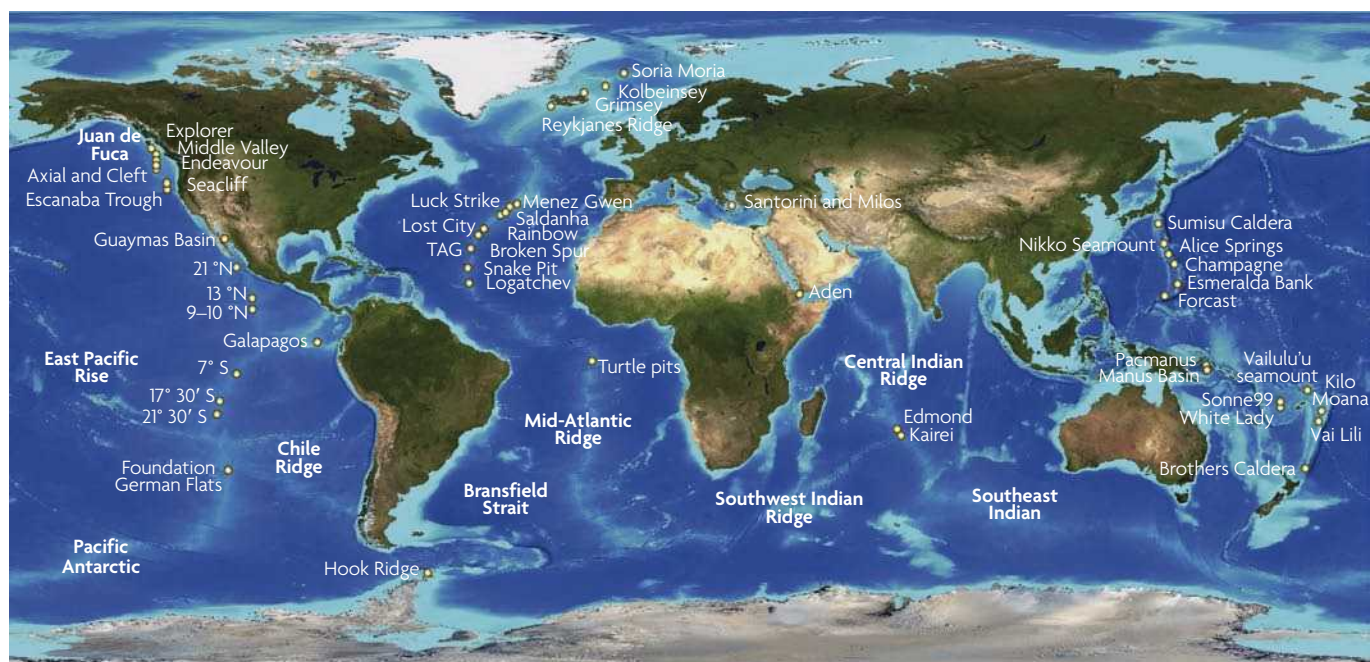 Soria Moria
Kolbeinsey
Grimsey
Reykjanes Ridge
Juan de
Fuca
Explorer
Middle Valley
Endeavour
Axial and Cleft
Seacliff
Escanaba Trough
Guaymas Basin
21 °N
13 °N
9–10 °N
Galapagos
East Pacific
Rise
7° S
17° 30′ S
21° 30′ S
Chile
Ridge
Foundation
German Flats
Pacific
Antarctic
Hook Ridge
Luck Strike
Menez Gwen
Saldanha
Lost City
Rainbow
TAG
Broken Spur
Snake Pit
Logatchev
Turtle pits
Mid-Atlantic
Ridge
Bransfield
Strait
Santorini and Milos
Aden
Central Indian
Ridge
Edmond
Kairei
Southwest Indian
Ridge
Southeast
Indian
Sumisu Caldera
Nikko Seamount
Alice Springs
Champagne
Esmeralda Bank
Forcast
Pacmanus
Manus Basin
Vailulu'u
seamount
Kilo
Moana
Sonne99
White Lady
Vai Lili
Brothers Caldera